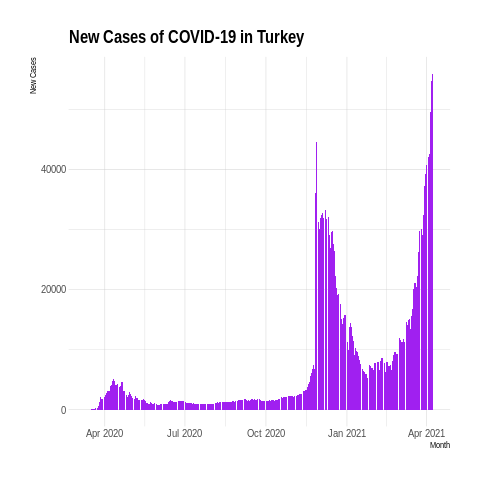 New Cases of COVID-19 in Turkey
New Cases
40000
20000
0
Apr 2020 Jul 2020 Oct 2020 Jan 2021 Apr 2021
Month